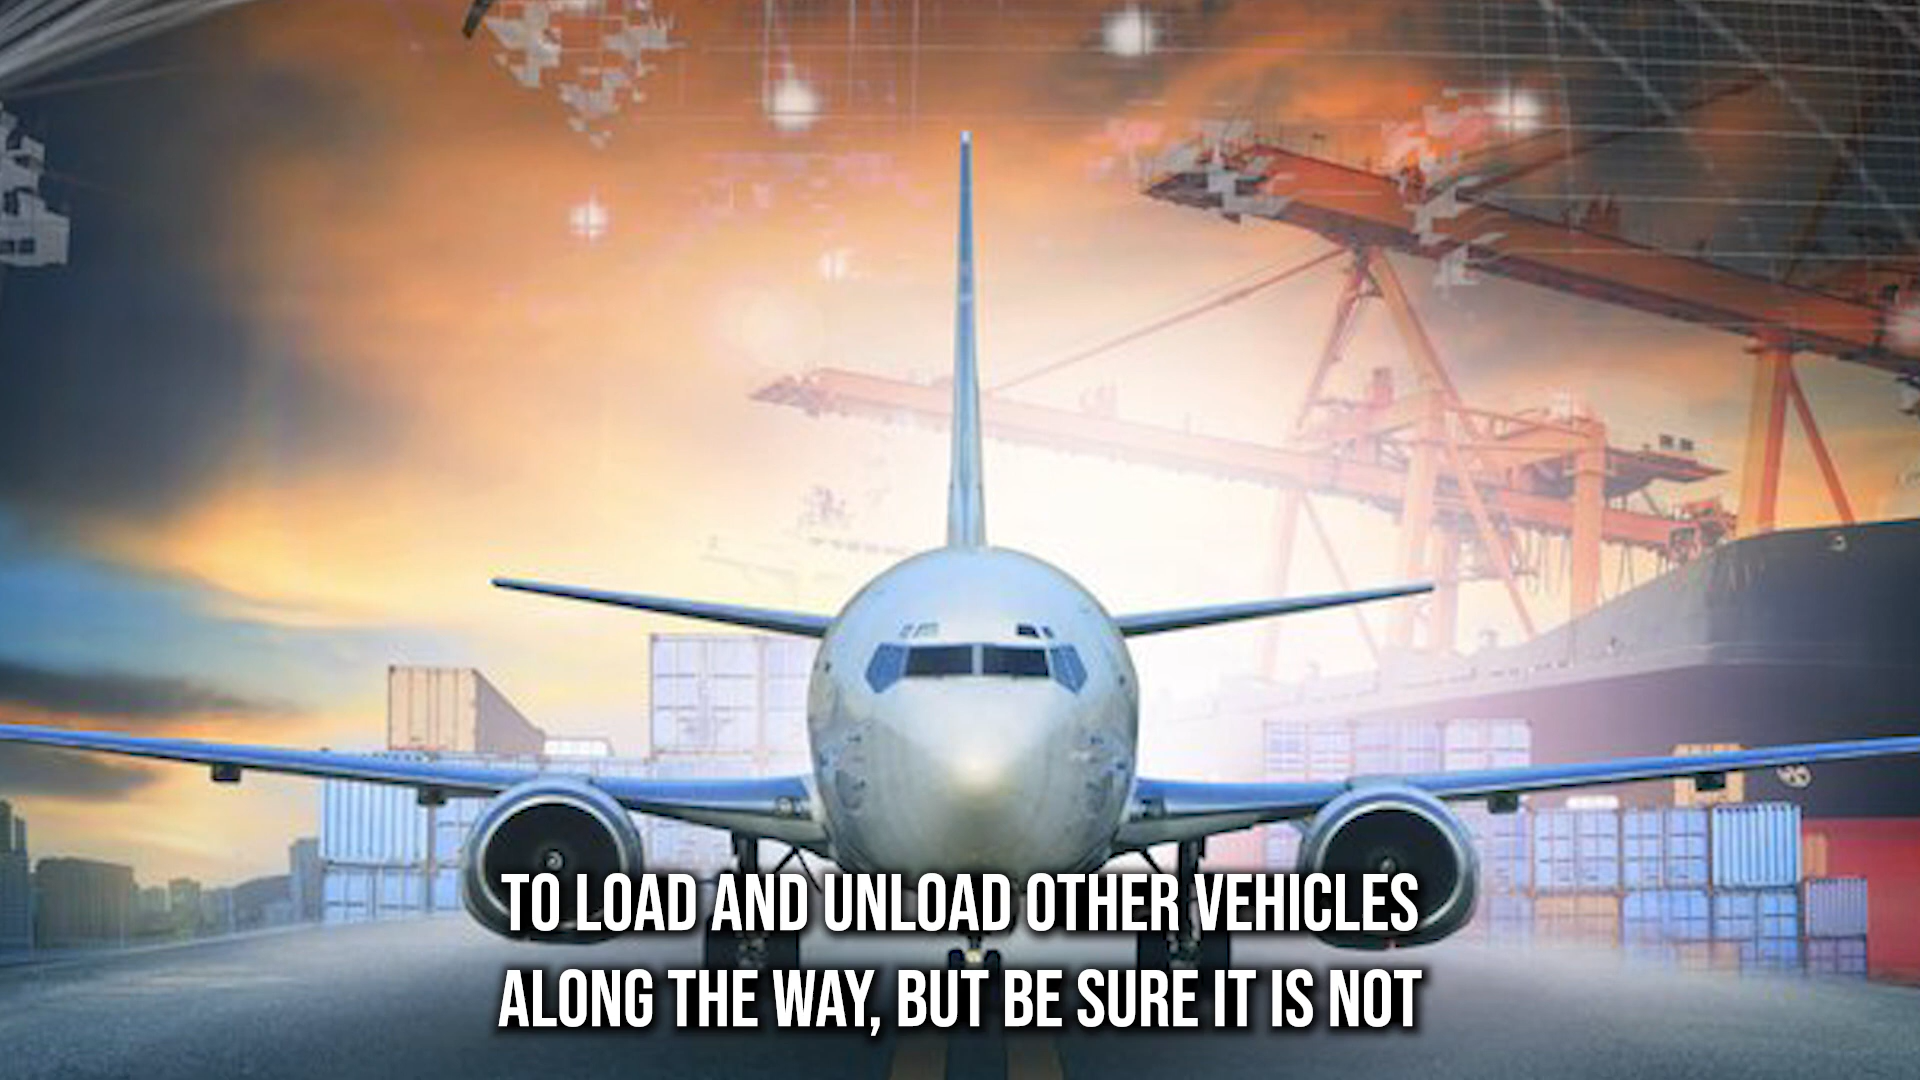 TO LOAD AND UNLOAD OTHER VEHICLES
ALONG THE WAY, BUT BE SURE IT IS NOT